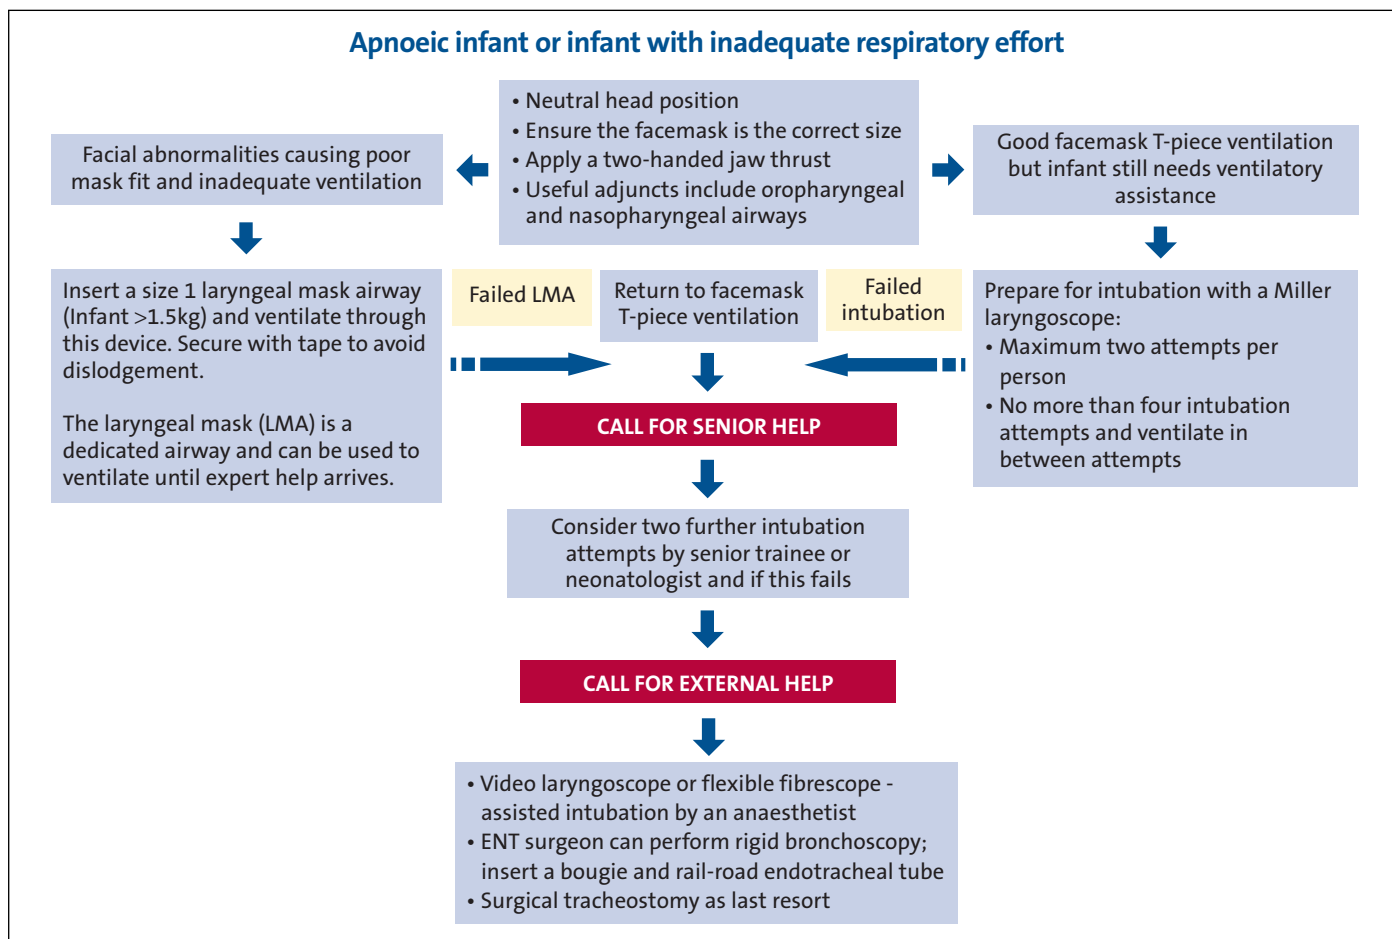 Apnoeic infant or infant with inadequate respiratory effort
• Neutral head position
• Ensure the facemask is the correct size
• Apply a two-handed jaw thrust
• Useful adjuncts include oropharyngeal
and nasopharyngeal airways
Facial abnormalities causing poor
mask fit and inadequate ventilation
Good facemask T-piece ventilation
but infant still needs ventilatory
assistance
Insert a size 1 laryngeal mask airway
(Infant >1.5kg) and ventilate through
this device. Secure with tape to avoid
dislodgement.
The laryngeal mask (LMA) is a
dedicated airway and can be used to
ventilate until expert help arrives.
Failed LMA
Return to facemask
T-piece ventilation
Failed
intubation
Prepare for intubation with a Miller
laryngoscope:
• Maximum two attempts per
person
• No more than four intubation
attempts and ventilate in
between attempts
CALL FOR SENIOR HELP
Consider two further intubation
attempts by senior trainee or
neonatologist and if this fails
CALL FOR EXTERNAL HELP
• Video laryngoscope or flexible fibrescope -
assisted intubation by an anaesthetist
• ENT surgeon can perform rigid bronchoscopy;
insert a bougie and rail-road endotracheal tube
• Surgical tracheostomy as last resort